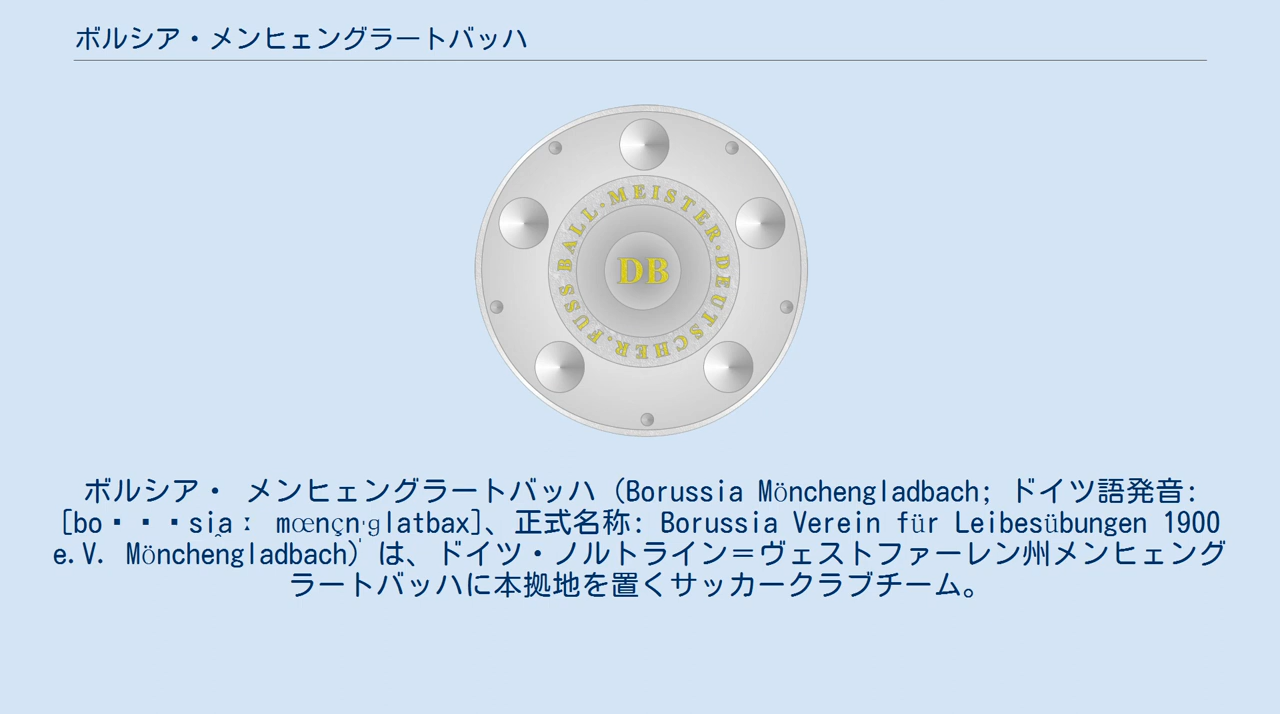 ボルシア・メンヒェングラートバッハ
MEISTER.DEUTSCHER.FUSSBALL.
DB
ボルシア・ メンヒェングラートバッハ（Borussia Mönchengladbach; ドイツ語発音:
[bo▪▪▪si̯aː mœnçnˈɡlatbax]、正式名称: Borussia Verein für Leibesübungen 1900
e.V. Mönchengladbach）は、ドイツ・ノルトライン＝ヴェストファーレン州メンヒェング
ラートバッハに本拠地を置くサッカークラブチーム。